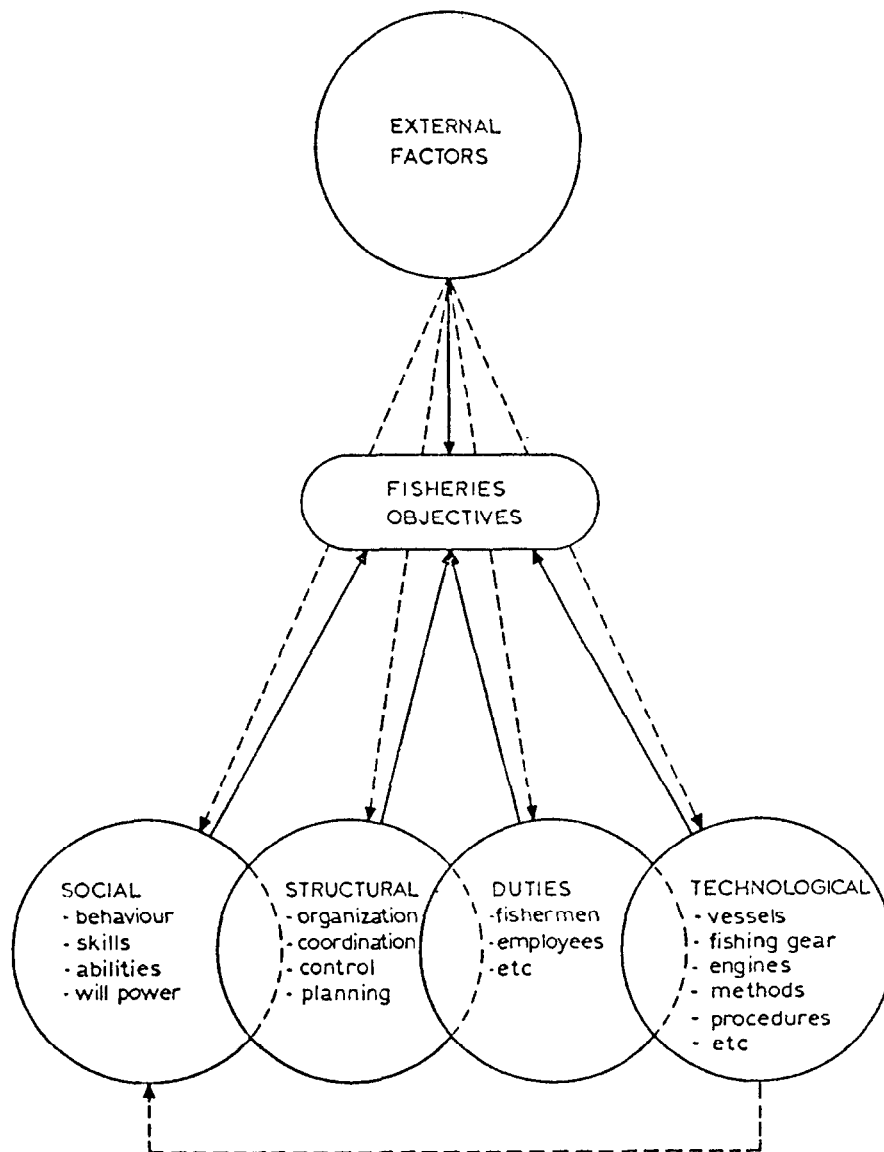 EXTERNAL
FACTORS
FISHERIES
OBJECTIVES
SOCIAL
- behaviour
- skills
- abilities
- will power
STRUCTURAL
- organization
- coordination
- control
- planning
DUTIES
-fishermen
-employees
-etc
TECHNOLOGICAL
- vessels
- fishing gear
- engines
- methods
- procedures
- etc